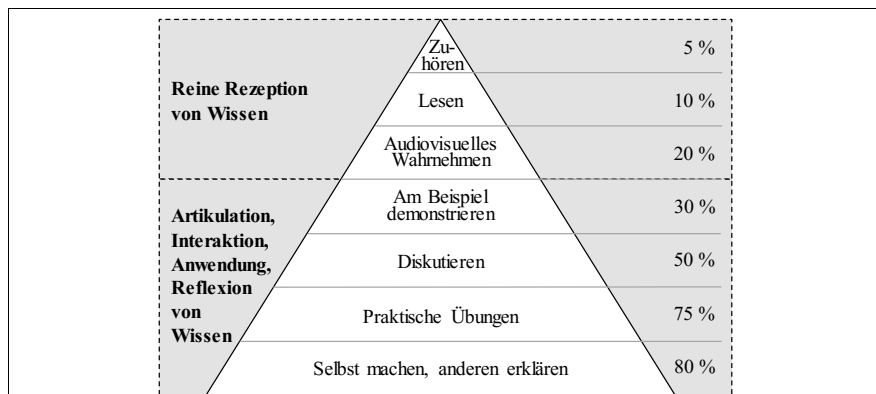 Zu-
hören
5 %
Reine Rezeption
von Wissen
Lesen
10 %
Audiovisuelles
Wahrnehmen
20 %
Am Beispiel
demonstrieren
30 %
Artikulation,
Interaktion,
Anwendung,
Reflexion
von
Wissen
Diskutieren
50 %
Praktische Übungen
75 %
Selbst machen, anderen erklären
80 %